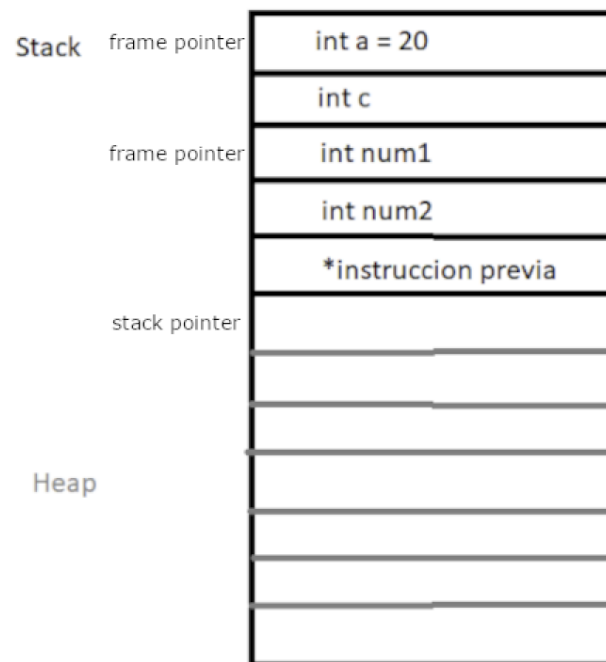 Stack
frame pointer
int a = 20
int c
frame pointer
int num1
int num2
*instruccion previa
stack pointer
Heap